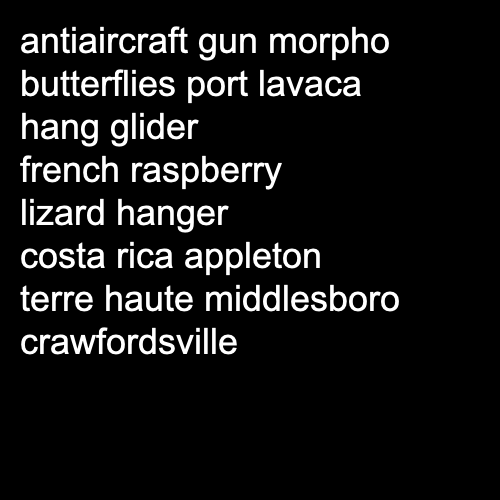 antiaircraft gun morpho
butterflies port lavaca
hang glider
french raspberry
lizard hanger
costa rica appleton
terre haute middlesboro
crawfordsville